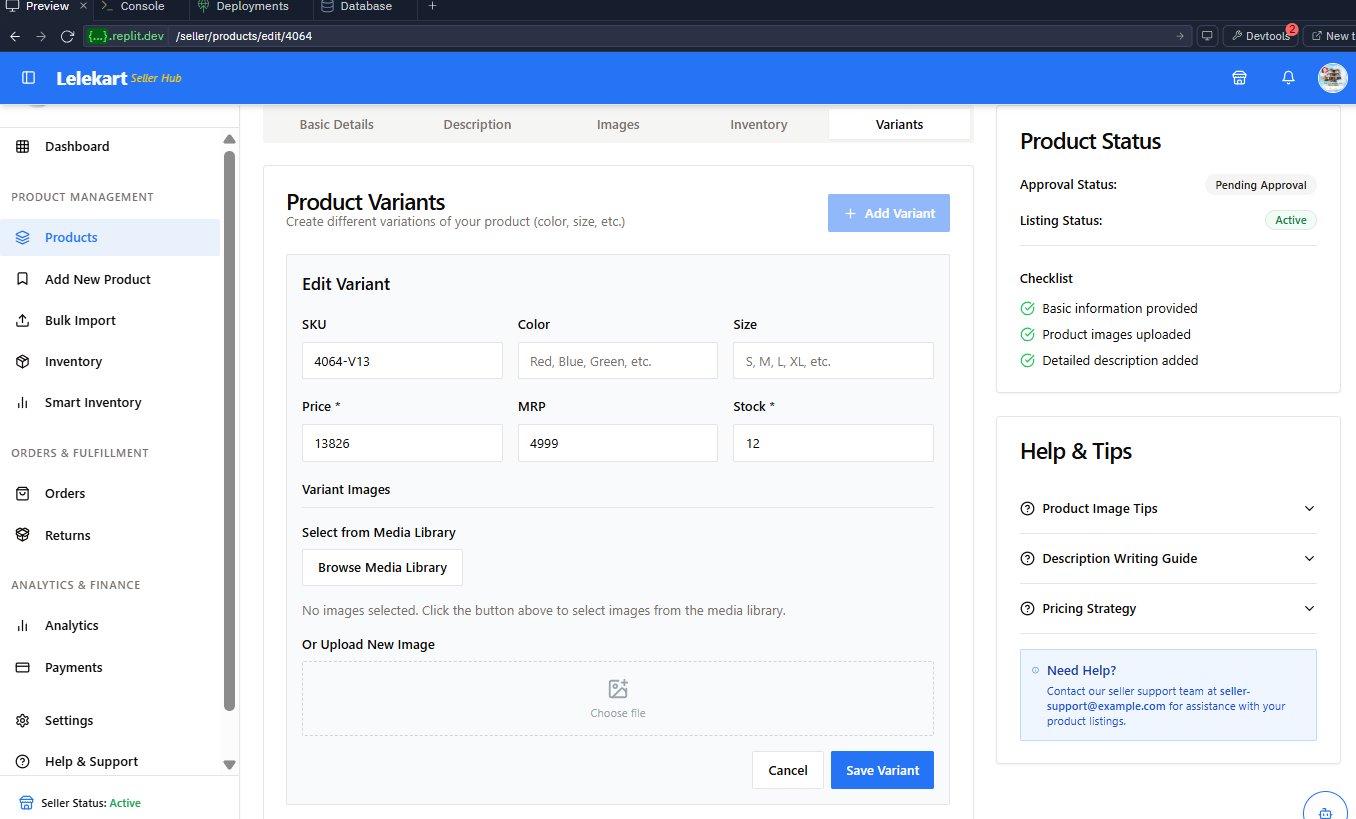 Preview
Console
Deployments
Database
{...}.replit.dev
/seller/products/edit/4064
Devtools
2
New t
Lelekart Seller Hub
Dashboard
PRODUCT MANAGEMENT
Products
Add New Product
Bulk Import
Inventory
Smart Inventory
ORDERS & FULFILLMENT
Orders
Returns
ANALYTICS & FINANCE
Analytics
Payments
Settings
Help & Support
Seller Status: Active
Basic Details
Description
Images
Inventory
Variants
Product Variants
Create different variations of your product (color, size, etc.)
Add Variant
Edit Variant
SKU
Color
Size
4064-V13
Red, Blue, Green, etc.
S, M, L, XL, etc.
Price *
MRP
Stock *
13826
4999
12
Variant Images
Select from Media Library
Browse Media Library
No images selected. Click the button above to select images from the media library.
Or Upload New Image
Choose file
Cancel
Save Variant
Product Status
Approval Status:
Pending Approval
Listing Status:
Active
Checklist
Basic information provided
Product images uploaded
Detailed description added
Help & Tips
Product Image Tips
Description Writing Guide
Pricing Strategy
Need Help?
Contact our seller support team at seller-
support@example.com for assistance with your
product listings.